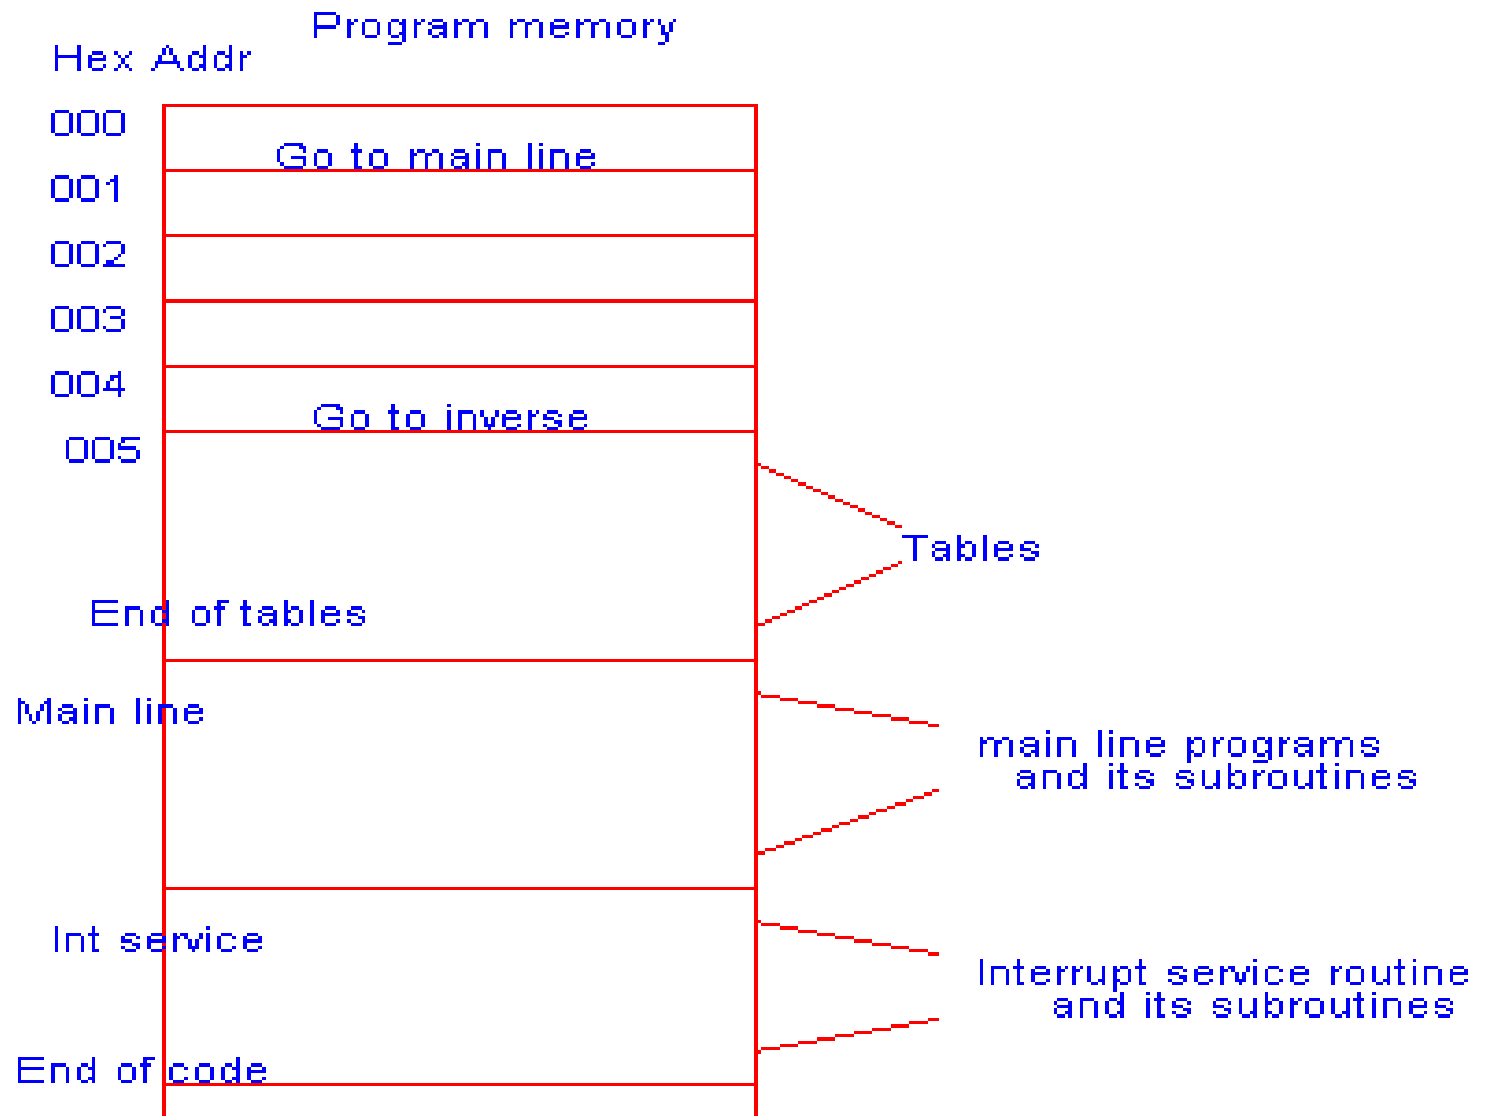 Program memory
Hex Addr
000
Go to main line
001
002
003
004
Go to inverse
005
Tables
End of tables
Main line
main line programs
and its subroutines
Int service
Interrupt service routine
and its subroutines
End of code